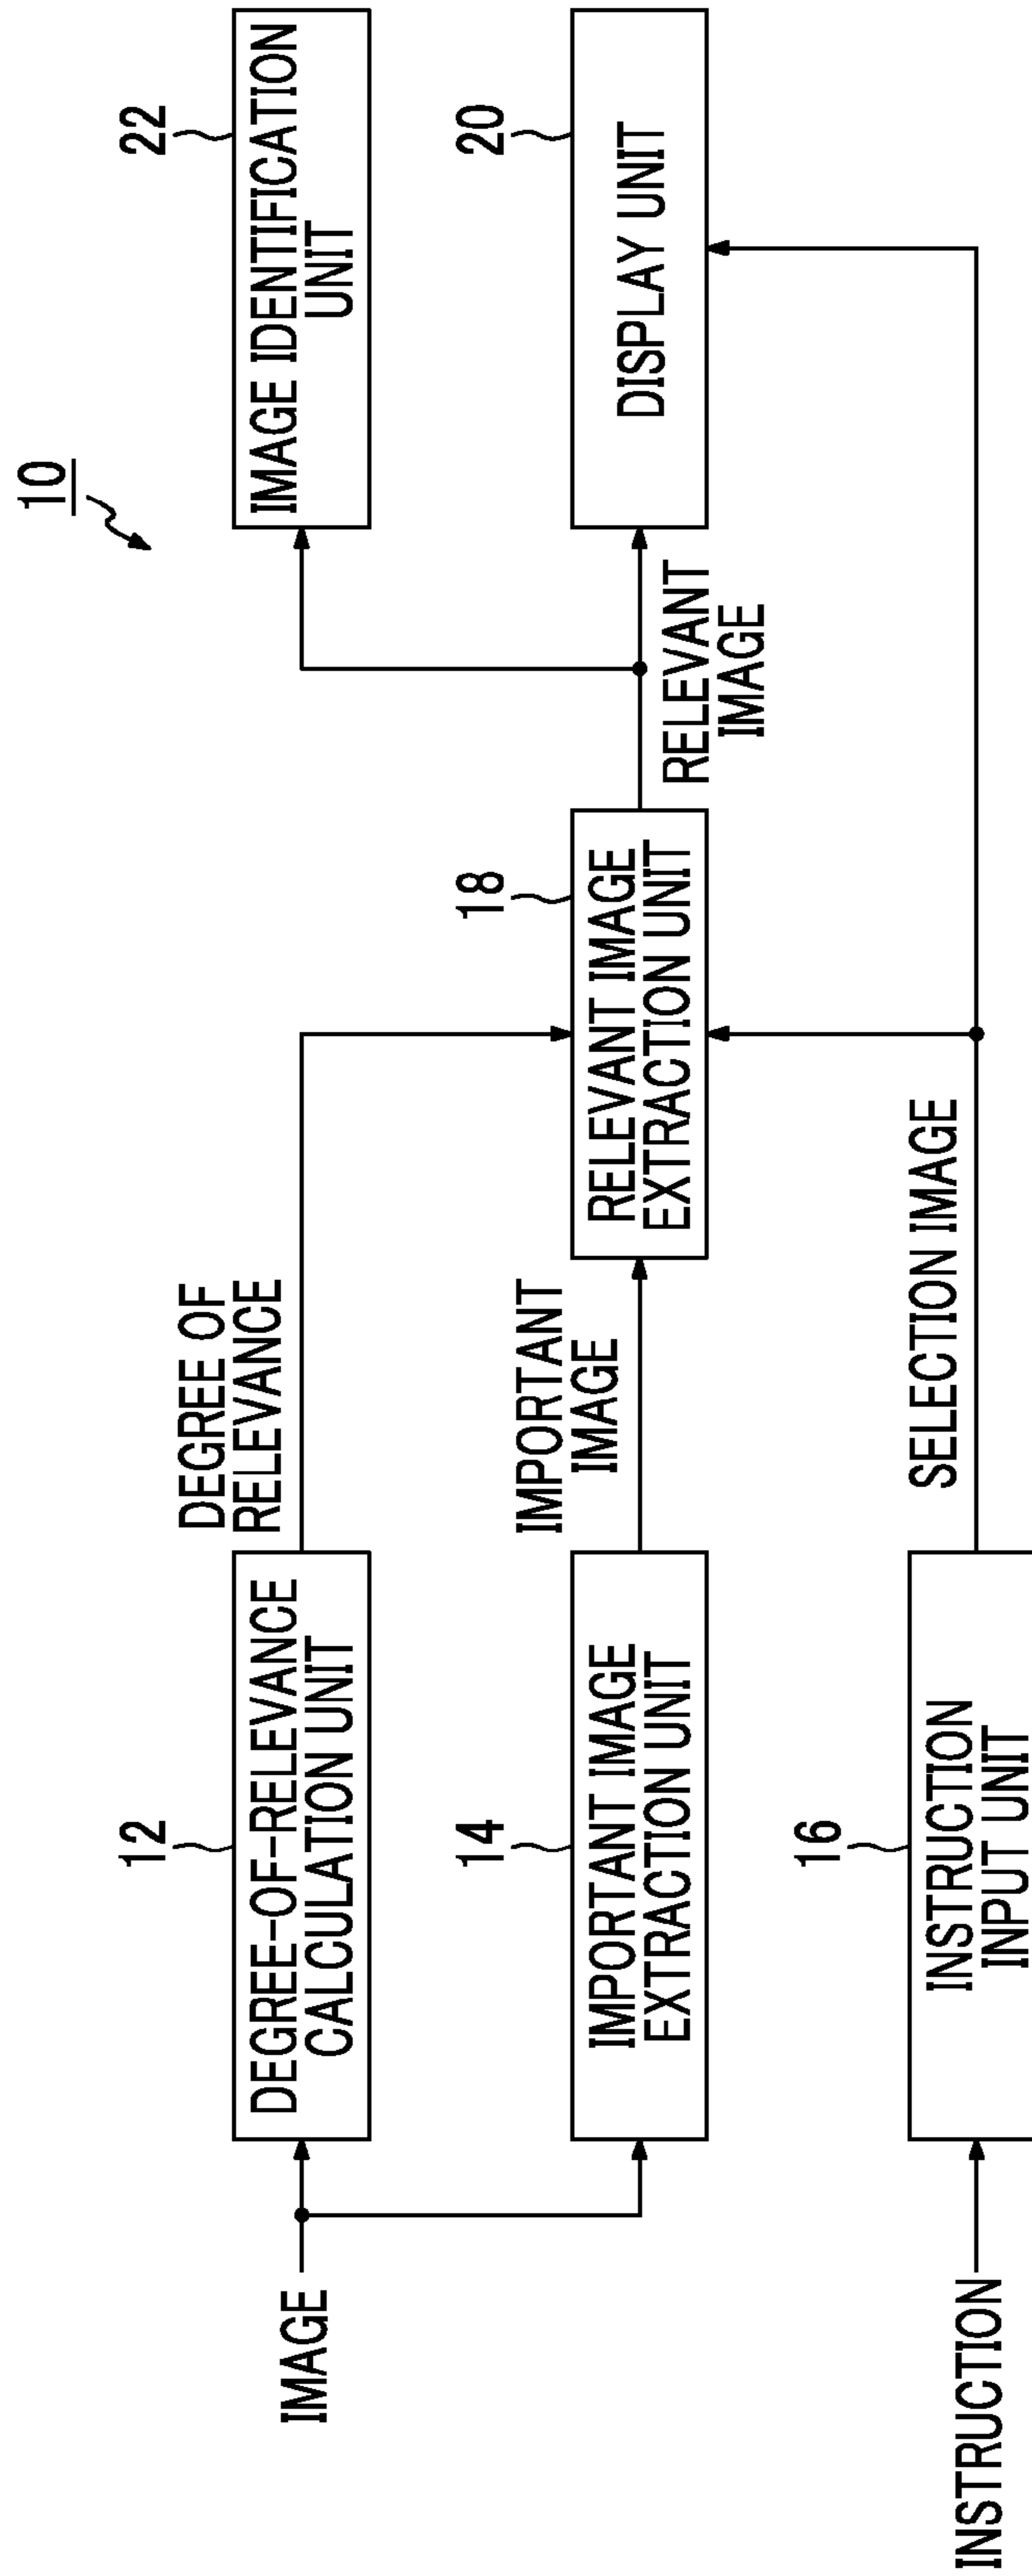 10
IMAGE
12
DEGREE-OF-RELEVANCE
CALCULATION UNIT
DEGREE OF
RELEVANCE
22
IMAGE IDENTIFICATION
UNIT
14
IMPORTANT IMAGE
EXTRACTION UNIT
IMPORTANT
IMAGE
18
RELEVANT IMAGE
EXTRACTION UNIT
RELEVANT
IMAGE
20
DISPLAY UNIT
INSTRUCTION
16
INSTRUCTION
INPUT UNIT
SELECTION IMAGE